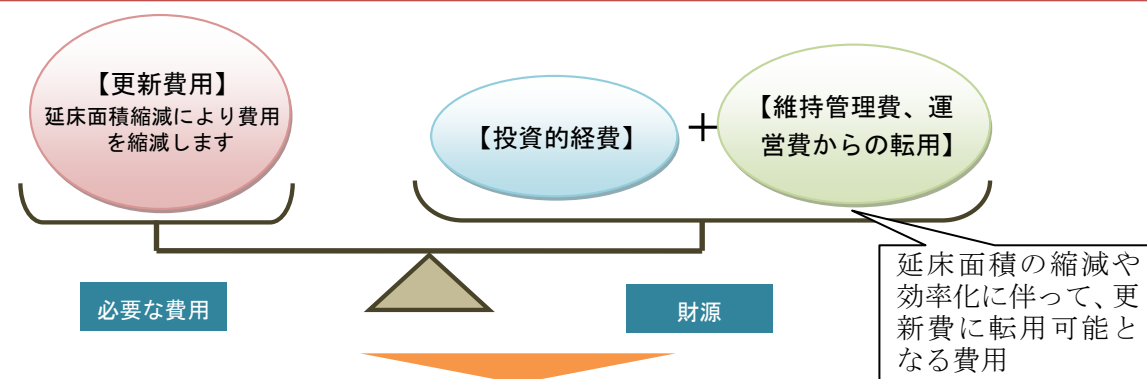 【更新費用】
延床面積縮減により費用
を縮減します
【投資的経費】
＋
【維持管理費、運
営費からの転用】
必要な費用
財源
延床面積の縮減や
効率化に伴って、更
新費に転用可能と
なる費用